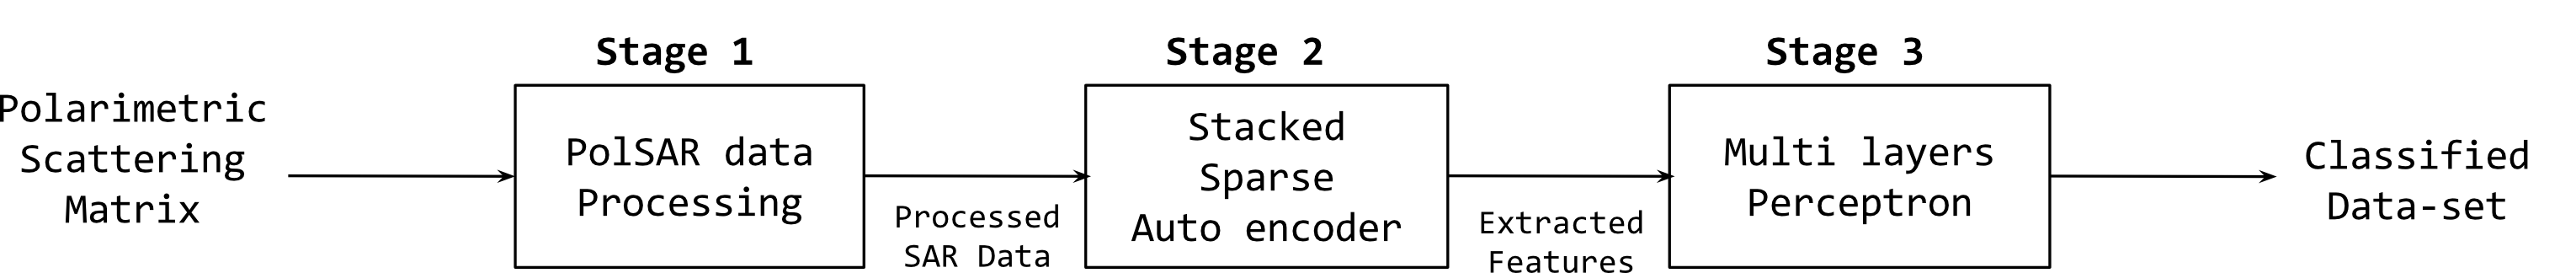 Polarimetric
Scattering
Matrix
Stage 1
PolSAR data
Processing
Processed
SAR Data
Stage 2
Stacked
Sparse
Auto encoder
Extracted
Features
Stage 3
Multi layers
Perceptron
Classified
Data-set